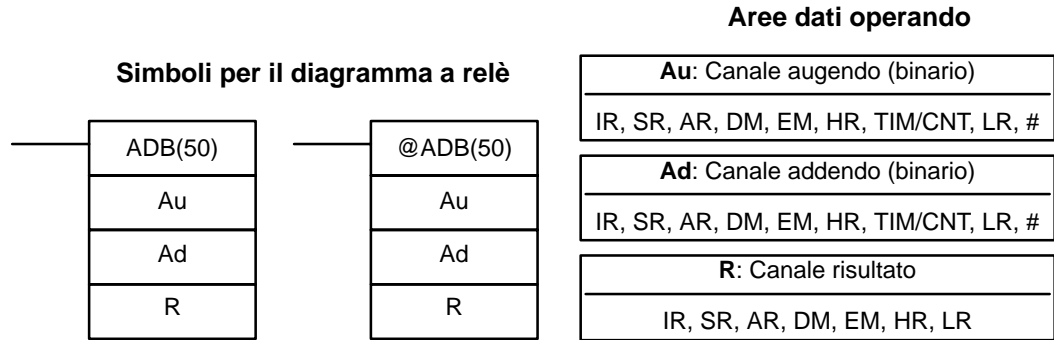 Aree dati operando
Simboli per il diagramma a relè
ADB(50)
Au
Ad
R
@ADB(50)
Au
Ad
R
Au: Canale augendo (binario)
IR, SR, AR, DM, EM, HR, TIM/CNT, LR, #
Ad: Canale addendo (binario)
IR, SR, AR, DM, EM, HR, TIM/CNT, LR, #
R: Canale risultato
IR, SR, AR, DM, EM, HR, LR